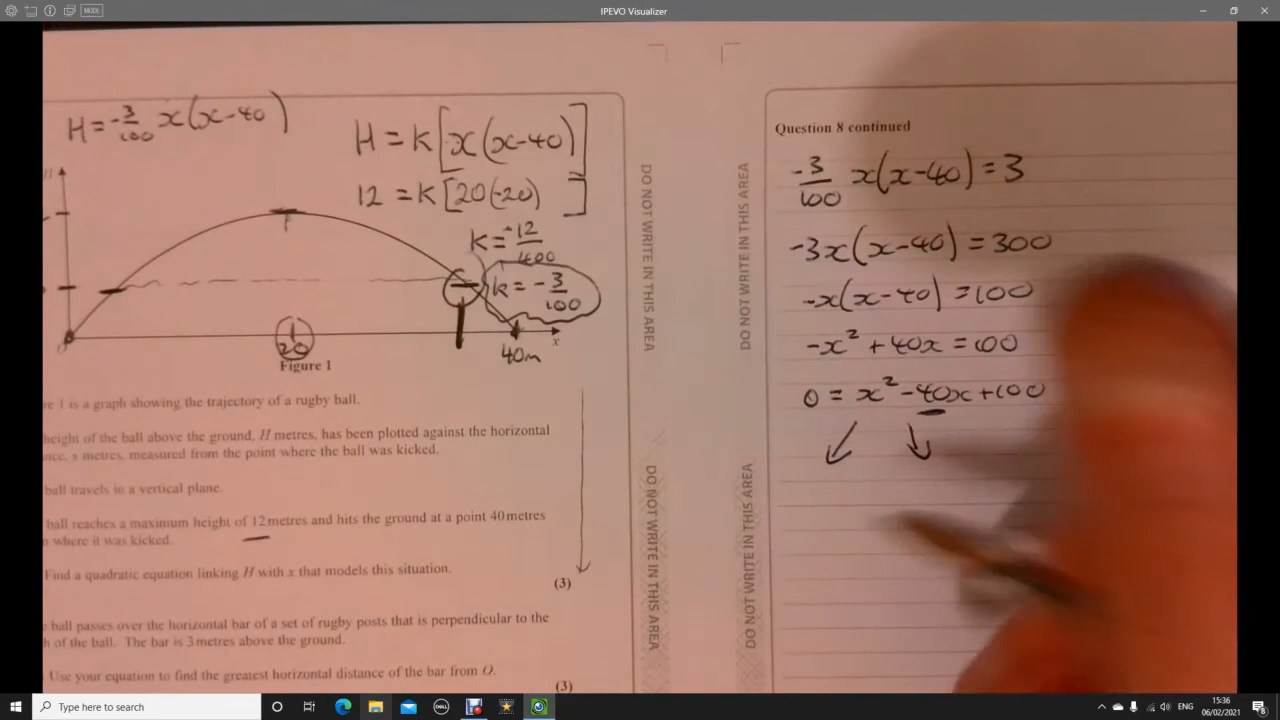 MODE
IPEVO Visualizer
H = -3/100 x(x-40)
H = K[x(x-40)]
12 = K[20(-20)]
K = -12/400
k = -3/100
20
40m
x
Figure 1
re 1 is a graph showing the trajectory of a rugby ball.
height of the ball above the ground, H metres, has been plotted against the horizontal
nce, x metres, measured from the point where the ball was kicked.
ball travels in a vertical plane.
ball reaches a maximum height of 12 metres and hits the ground at a point 40 metres
where it was kicked.
Find a quadratic equation linking H with x that models this situation.
(3)
ball passes over the horizontal bar of a set of rugby posts that is perpendicular to the
h of the ball. The bar is 3 metres above the ground.
Use your equation to find the greatest horizontal distance of the bar from O.
(3)
DO NOT WRITE IN THIS AREA
DO NOT WRITE IN THIS AREA
DO NOT WRITE IN THIS AREA
DO NOT WRITE IN THIS AREA
Question 8 continued
-3/100 x(x-40) = 3
-3x(x-40) = 300
-x(x-40) = 100
-x² + 40x = 100
0 = x² - 40x + 100
Type here to search
DELL
ENG
15:36
06/02/2021
8